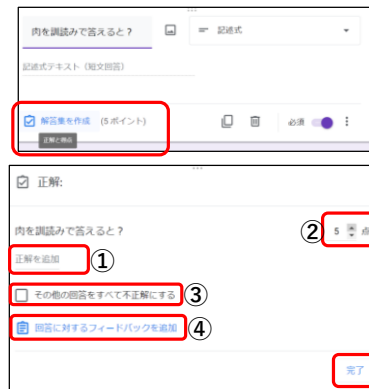 肉を調読みで答えると？
記述式
記述式テキスト（短文回答）
解答集を作成 （5 ポイント）
必須
正解と得点
正解:
肉を調読みで答えると？
② 5 点
正解を追加 ①
その他の回答をすべて不正解にする ③
回答に対するフィードバックを追加 ④
完了